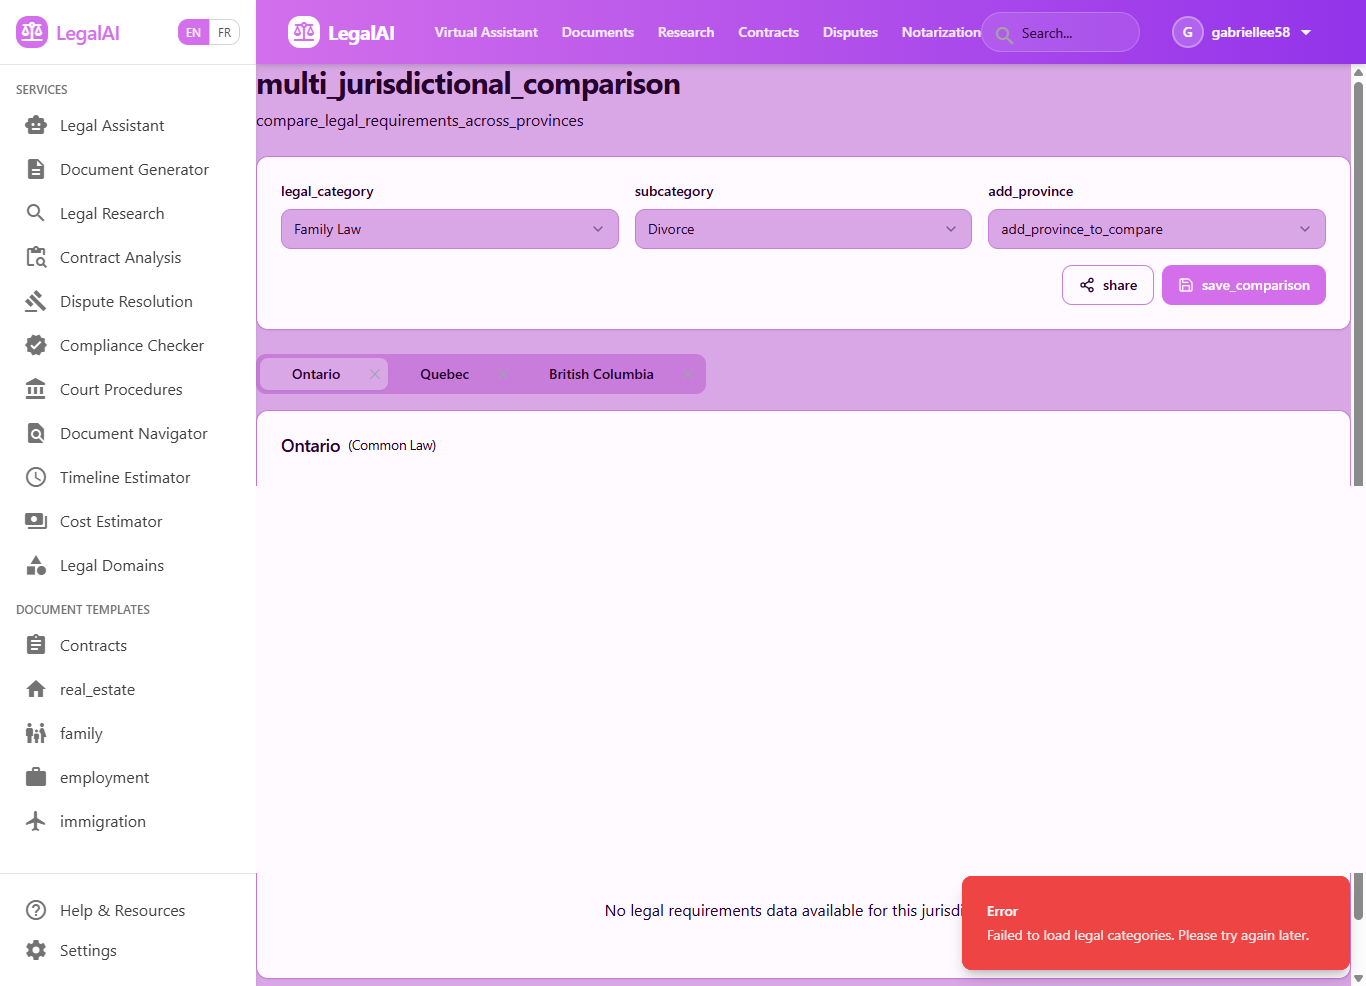 LegalAI
EN FR
SERVICES
Legal Assistant
Document Generator
Legal Research
Contract Analysis
Dispute Resolution
Compliance Checker
Court Procedures
Document Navigator
Timeline Estimator
Cost Estimator
Legal Domains
DOCUMENT TEMPLATES
Contracts
real_estate
family
employment
immigration
Help & Resources
Settings
LegalAI Virtual Assistant Documents Research Contracts Disputes Notarization Search... G gabriellee58
multi_jurisdictional_comparison
compare_legal_requirements_across_provinces
legal_category subcategory add_province
Family Law Divorce add_province_to_compare
share save_comparison
Ontario Quebec British Columbia
Ontario (Common Law)
No legal requirements data available for this
Error
Failed to load legal categories. Please try again later.